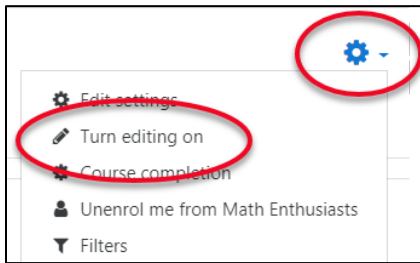 Edit settings
Turn editing on
Course completion
Unenrol me from Math Enthusiasts
Filters